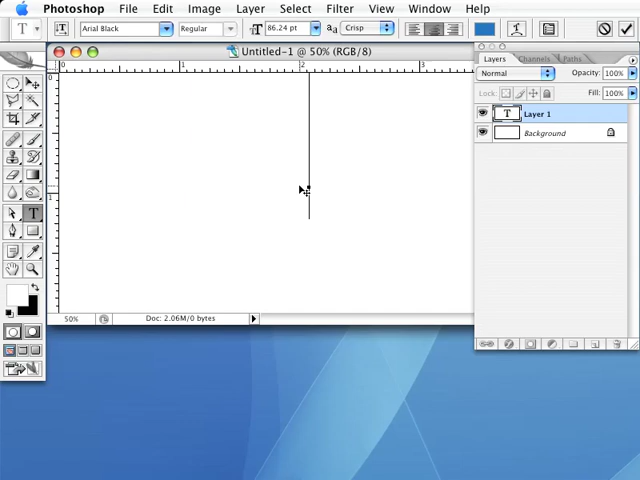 Photoshop File Edit Image Layer Select Filter View Window Help
T T Arial Black Regular T 86.24 pt aa Crisp
Untitled-1 @ 50% (RGB/8)
0 1 2 3
0
1
Layers Channels Paths
Normal Opacity: 100%
Lock: Fill: 100%
T Layer 1
Background
T
50% Doc: 2.06M/0 bytes